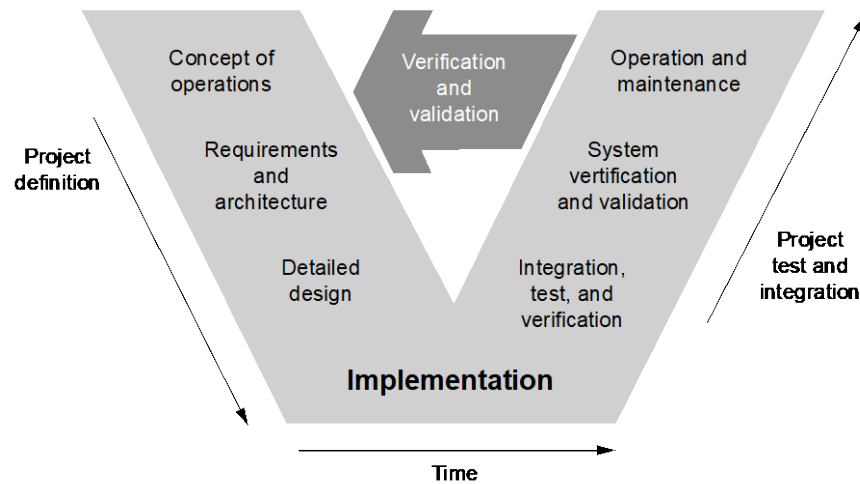 Concept of
operations
Verification
and
validation
Operation and
maintenance
Project
definition
Requirements
and
architecture
System
vertification
and validation
Detailed
design
Integration,
test, and
verification
Project
test and
integration
Implementation
Time